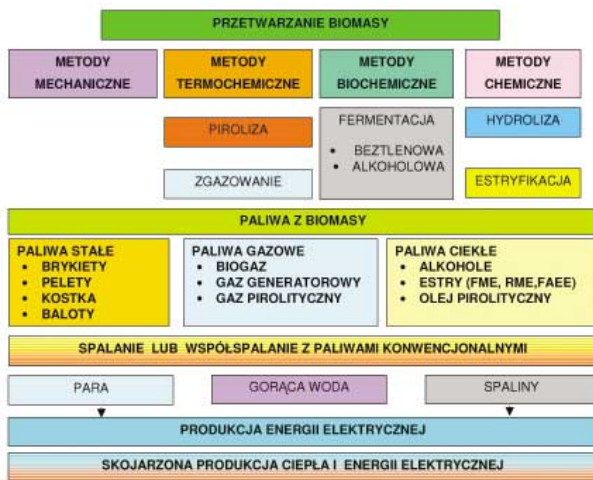 PRZETWARZANIE BIOMASY
METODY
MECHANICZNE
METODY
TERMOCHEMICZNE
METODY
BIOCHEMICZNE
METODY
CHEMICZNE
PIROLIZA
ZGAZOWANIE
FERMENTACJA
• BEZTLENOWA
• ALKOHOLOWA
HYDROLIZA
ESTRYFIKACJA
PALIWA Z BIOMASY
PALIWA STAŁE
• BRYKIETY
• PELETY
• KOSTKA
• BALOTY
PALIWA GAZOWE
• BIOGAZ
• GAZ GENERATOROWY
• GAZ PIROLITYCZNY
PALIWA CIEKŁE
• ALKOHOLE
• ESTRY (FME, RME,FAEE)
• OLEJ PIROLITYCZNY
SPALANIE LUB WSPÓŁSPALANIE Z PALIWAMI KONWENCJONALNYMI
PARA
GORĄCA WODA
SPALINY
PRODUKCJA ENERGII ELEKTRYCZNEJ
SKOJARZONA PRODUKCJA CIEPŁA I ENERGII ELEKTRYCZNEJ